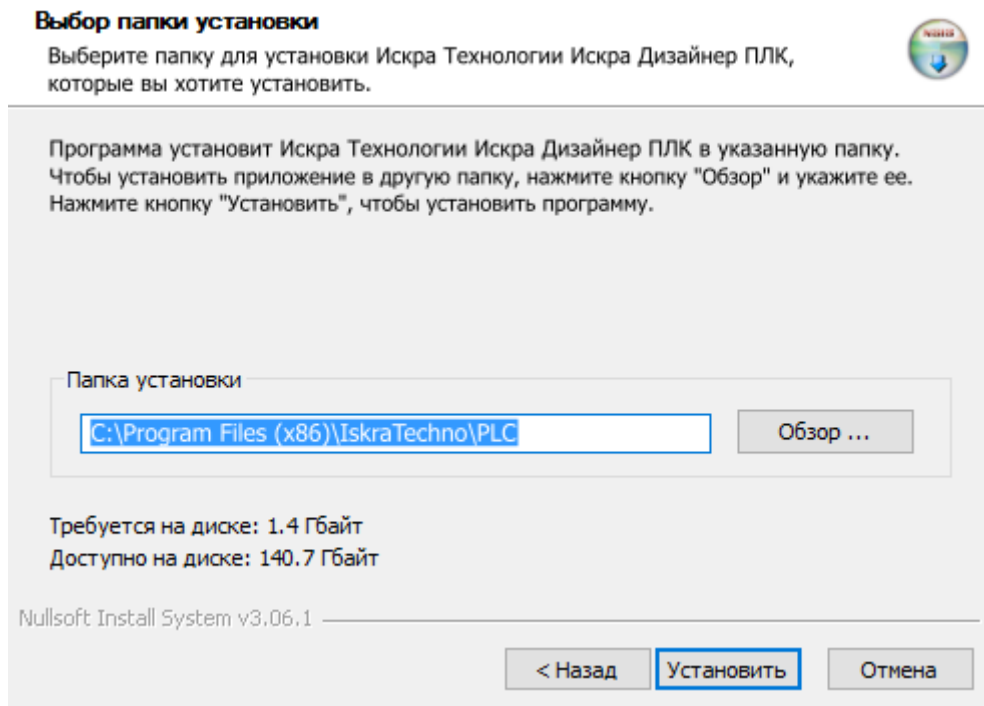 Выбор папки установки
Выберите папку для установки Искра Технологии Искра Дизайнер ПЛК,
которые вы хотите установить.
Программа установит Искра Технологии Искра Дизайнер ПЛК в указанную папку.
Чтобы установить приложение в другую папку, нажмите кнопку "Обзор" и укажите ее.
Нажмите кнопку "Установить", чтобы установить программу.
Папка установки
C:\Program Files (x86)\IskraTechno\PLC
Обзор ...
Требуется на диске: 1.4 Гбайт
Доступно на диске: 140.7 Гбайт
Nullsoft Install System v3.06.1
< Назад
Установить
Отмена